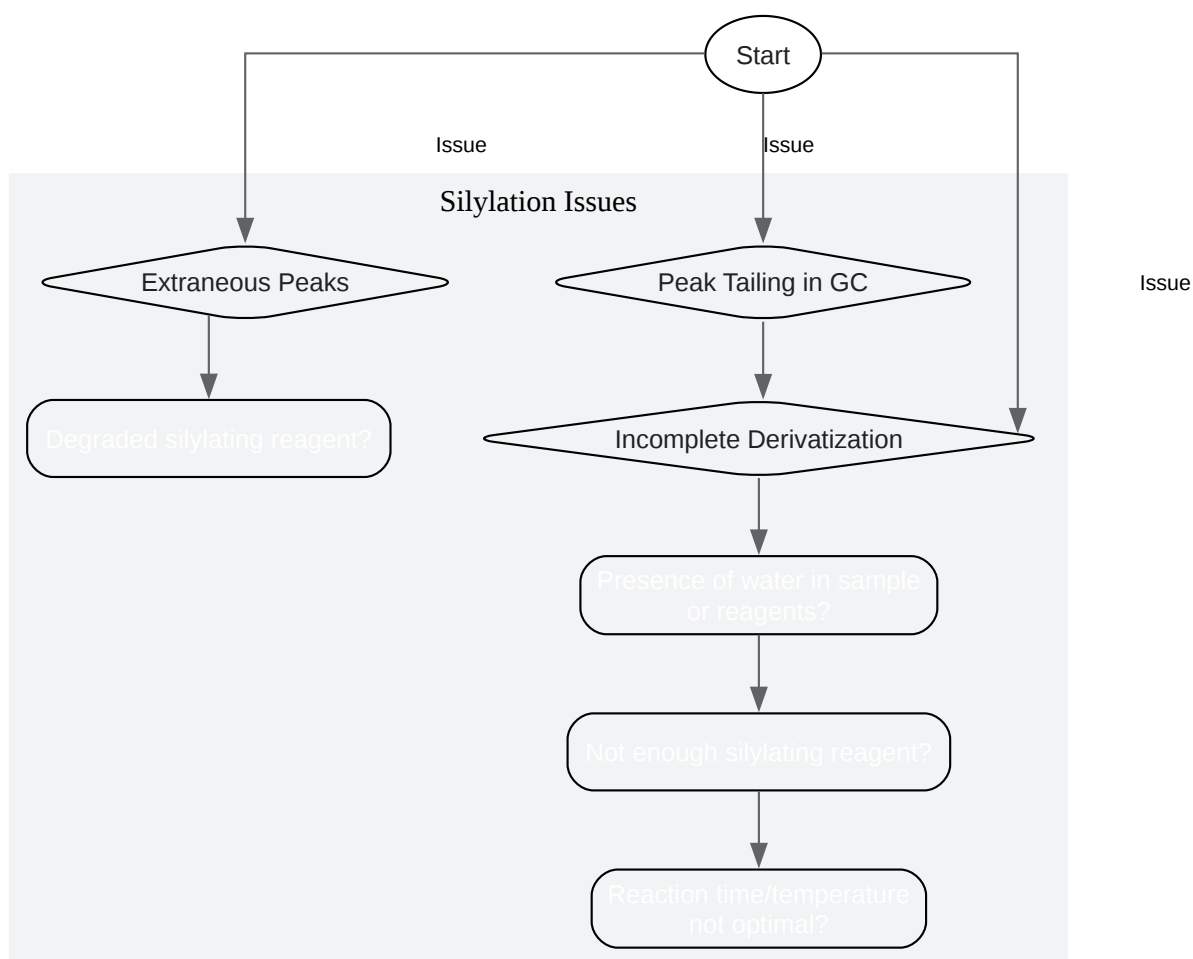 Start
Issue
Issue
Silylation Issues
Extraneous Peaks
Peak Tailing in GC
Issue
Degraded silylating reagent?
Incomplete Derivatization
Presence of water in sample
or reagents?
Not enough silylating reagent?
Reaction time/temperature
not optimal?